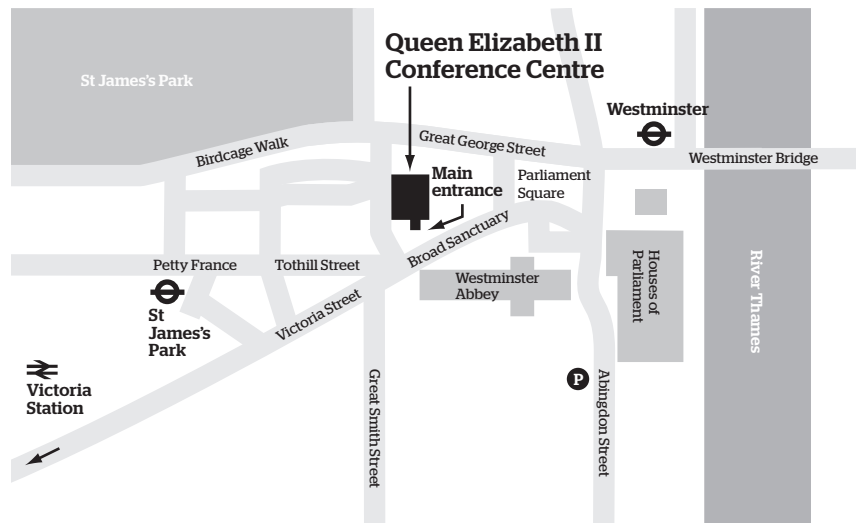 Queen Elizabeth II
Conference Centre
St James's Park
Westminster
Great George Street
Birdcage Walk
Westminster Bridge
Main
entrance
Parliament
Square
Broad Sanctuary
Petty France
Tothill Street
Westminster
Abbey
Houses of
Parliament
River Thames
St
James's
Park
Victoria Street
Victoria
Station
Great Smith Street
P
Abingdon Street